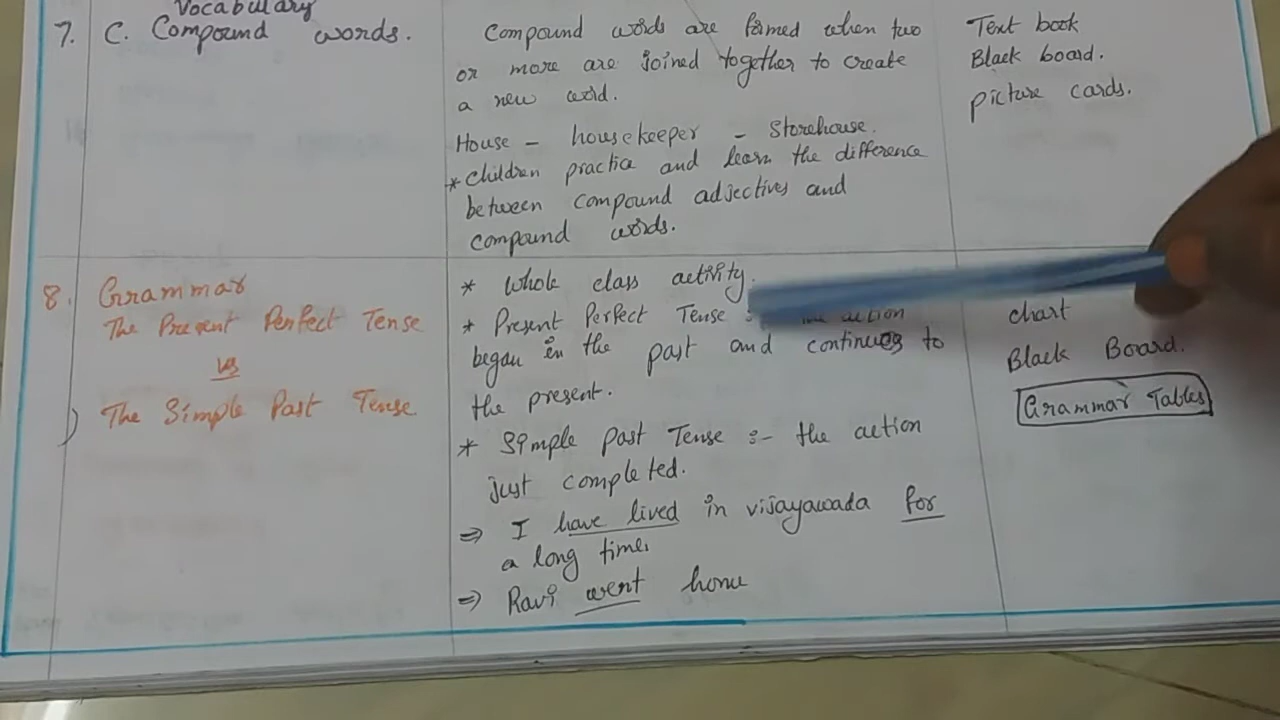 Vocabulary
7. C. Compound words.
Compound words are formed when two
or more are joined together to create
a new word.
House - housekeeper - Storehouse.
* Children practice and learn the difference
between compound adjectives and
compound words.
Text book
Black board.
picture cards.
8. Grammar
The Present Perfect Tense
vs
The Simple Past Tense
* Whole class activity.
* Present Perfect Tense : action
began in the past and continues to
the present.
* Simple Past Tense :- the action
just completed.
⇒ I have lived in vijayawada for
a long time.
⇒ Ravi went home
chart
Black Board.
Grammar Tables